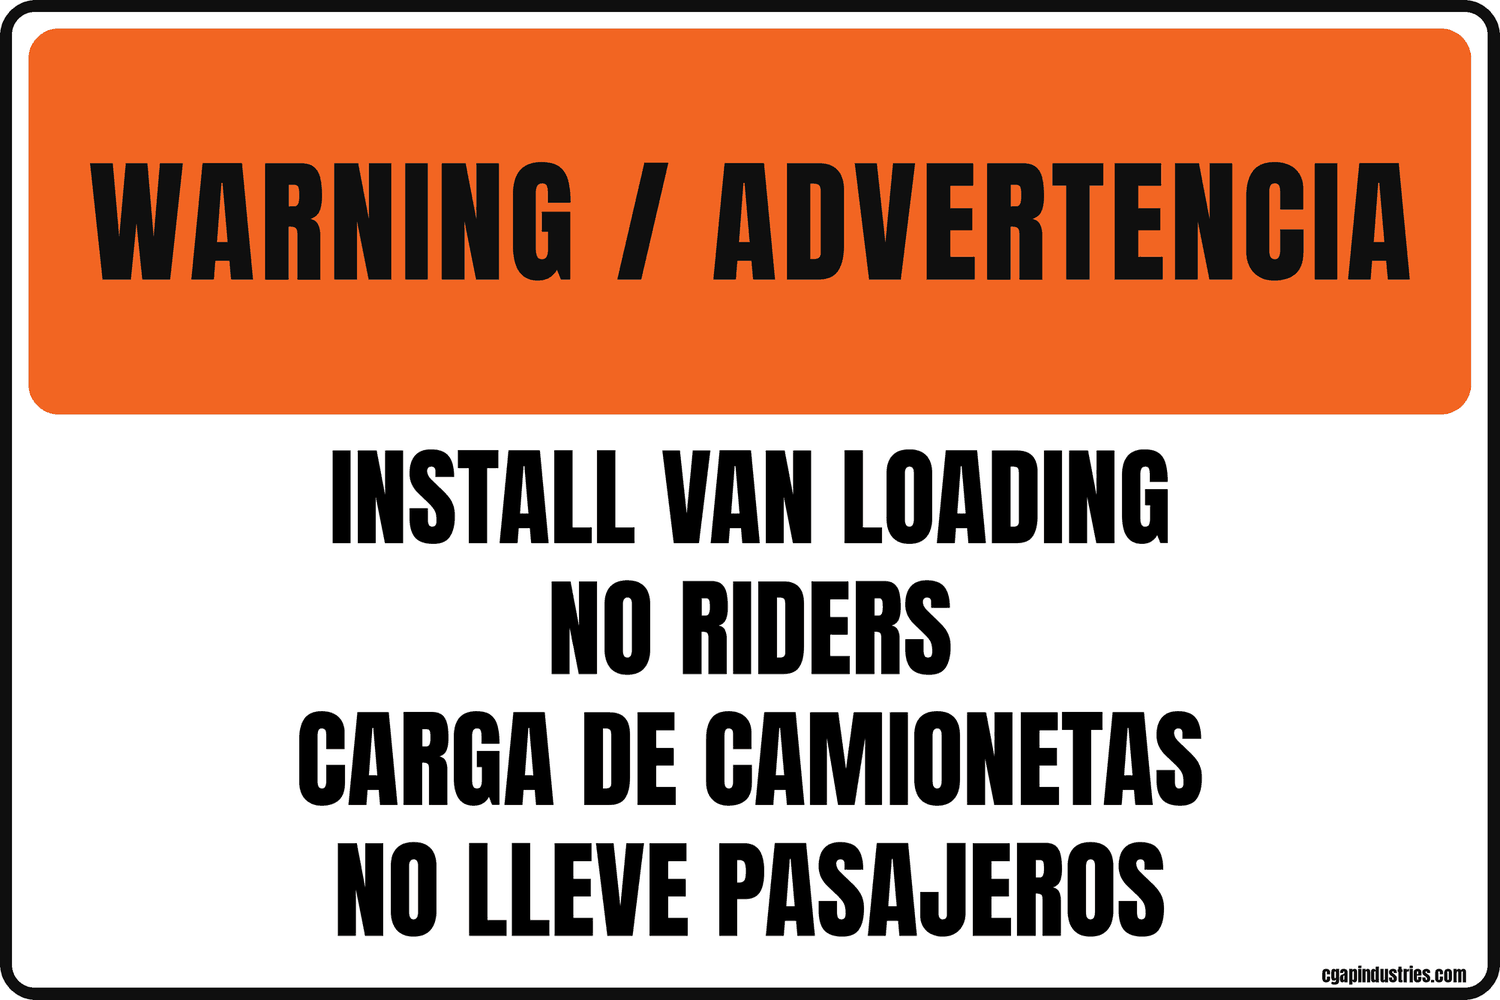 WARNING / ADVERTENCIA
INSTALL VAN LOADING
NO RIDERS
CARGA DE CAMIONETAS
NO LLEVE PASAJEROS
cgapindustries.com